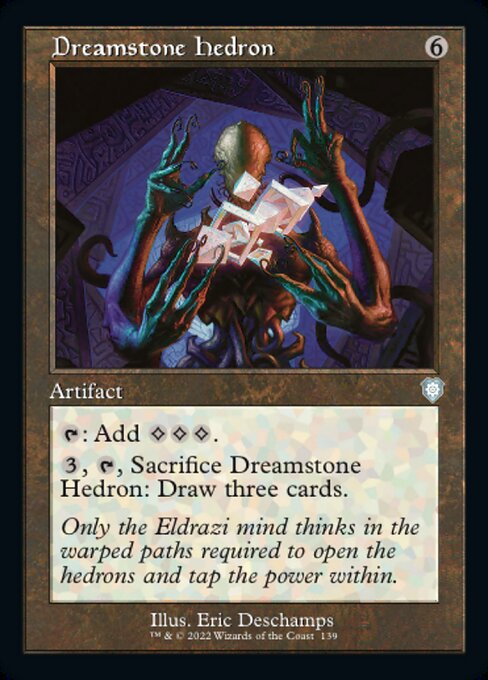 Dreamstone Hedron 6
Artifact
: Add .
3, , Sacrifice Dreamstone
Hedron: Draw three cards.
Only the Eldrazi mind thinks in the
warped paths required to open the
hedrons and tap the power within.
Illus. Eric Deschamps
™ & © 2022 Wizards of the Coast 139